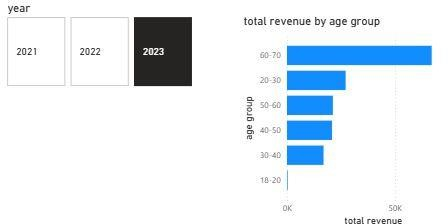 year
2021
2022
2023
total revenue by age group
age group
60-70
20-30
50-60
40-50
30-40
18-20
0K
50K
total revenue